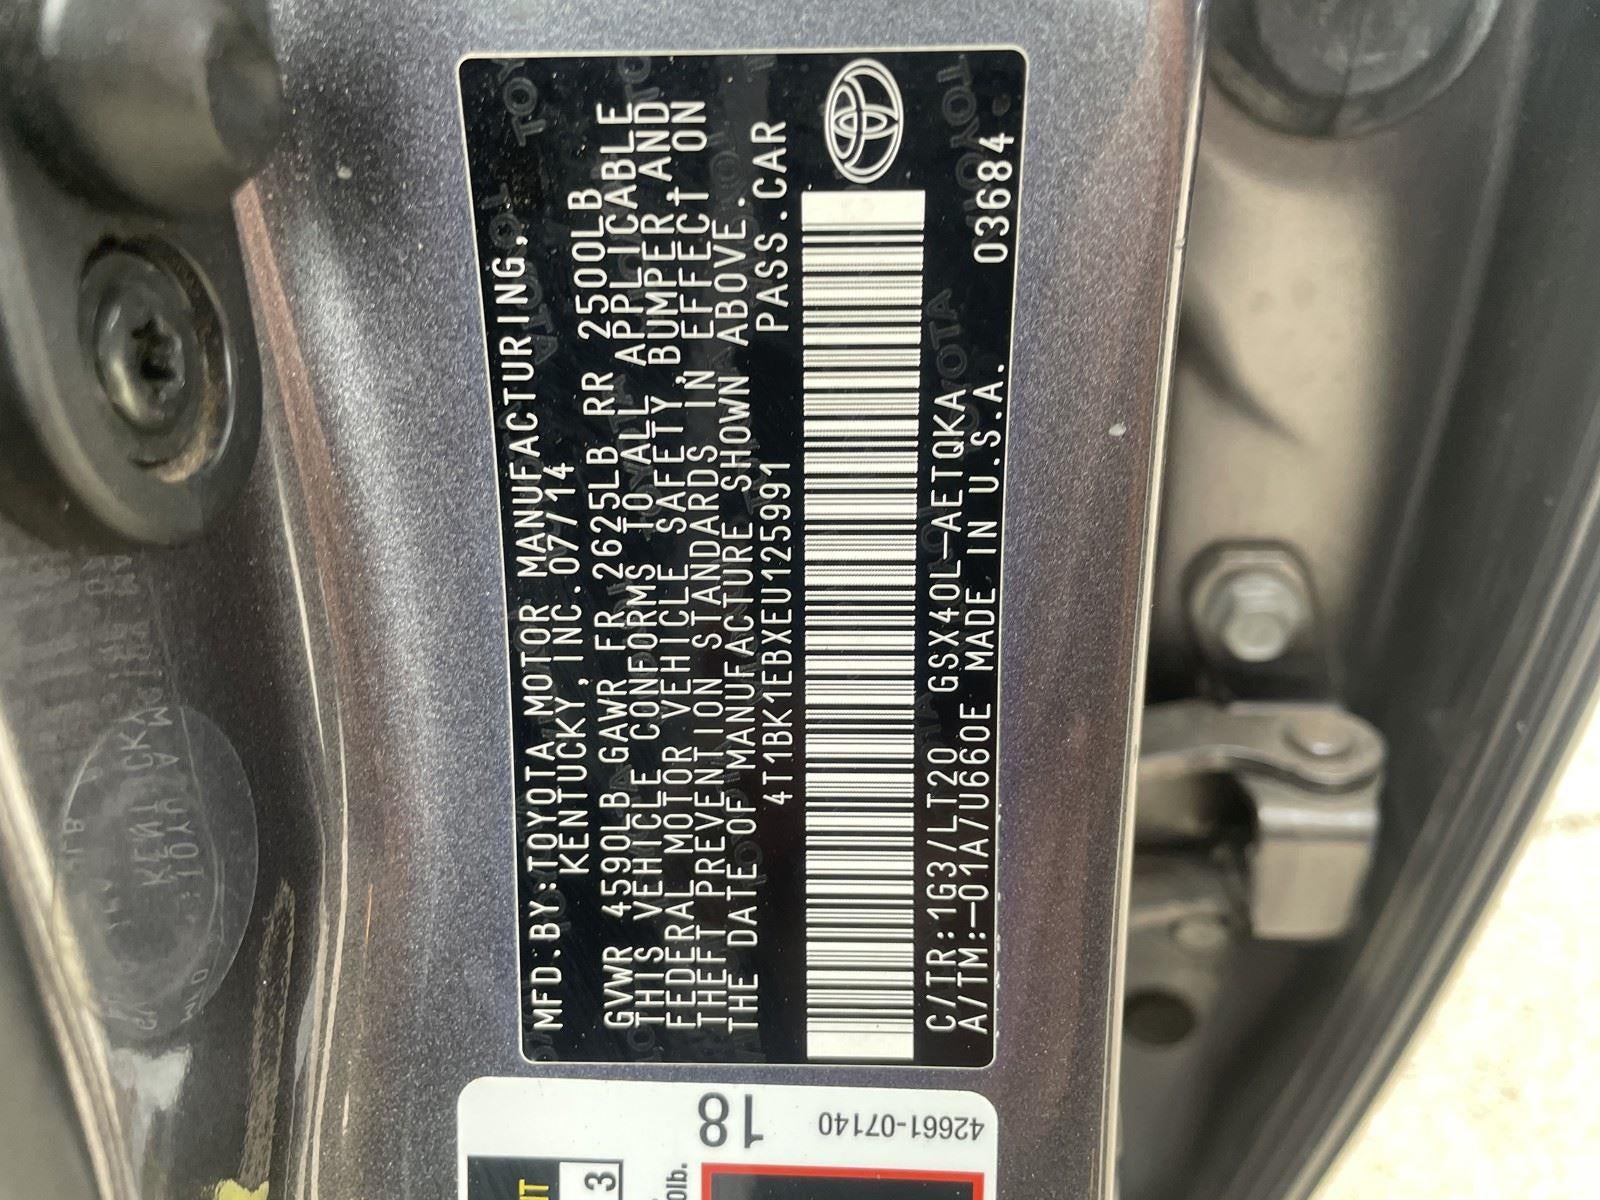 MFD.BY:TOYOTA MOTOR MANUFACTURING,
KENTUCKY,INC.07/14
GVWR 4590LB GAWR FR 2625LB RR 2500LB
THIS VEHICLE CONFORMS TO ALL APPLICABLE
FEDERAL MOTOR VEHICLE SAFETY, BUMPER, AND
THEFT PREVENTION STANDARDS IN EFFECT ON
THE DATE OF MANUFACTURE SHOWN ABOVE.
4T1BK1EBXEU125991 PASS.CAR
C/TR:1G3/LT20 GSX40L-AETQKA 03684
A/TM:-01A/U660E MADE IN U.S.A.
42661-07140
18
3